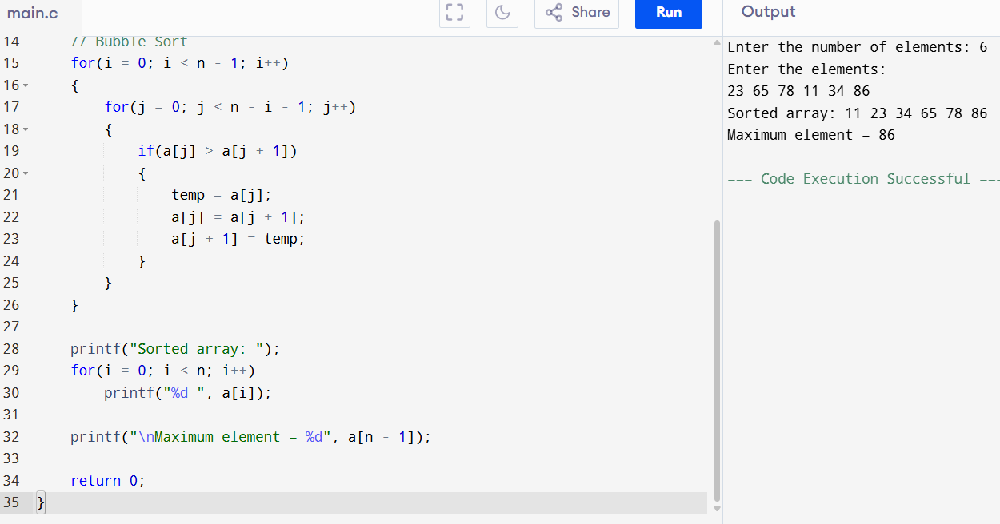 main.c
Share
Run
Output
14 // Bubble Sort
15 for(i = 0; i < n - 1; i++)
16 {
17 for(j = 0; j < n - i - 1; j++)
18 {
19 if(a[j] > a[j + 1])
20 {
21 temp = a[j];
22 a[j] = a[j + 1];
23 a[j + 1] = temp;
24 }
25 }
26 }
27
28 printf("Sorted array: ");
29 for(i = 0; i < n; i++)
30 printf("%d ", a[i]);
31
32 printf("\nMaximum element = %d", a[n - 1]);
33
34 return 0;
35 }
Enter the number of elements: 6
Enter the elements:
23 65 78 11 34 86
Sorted array: 11 23 34 65 78 86
Maximum element = 86
=== Code Execution Successful ===